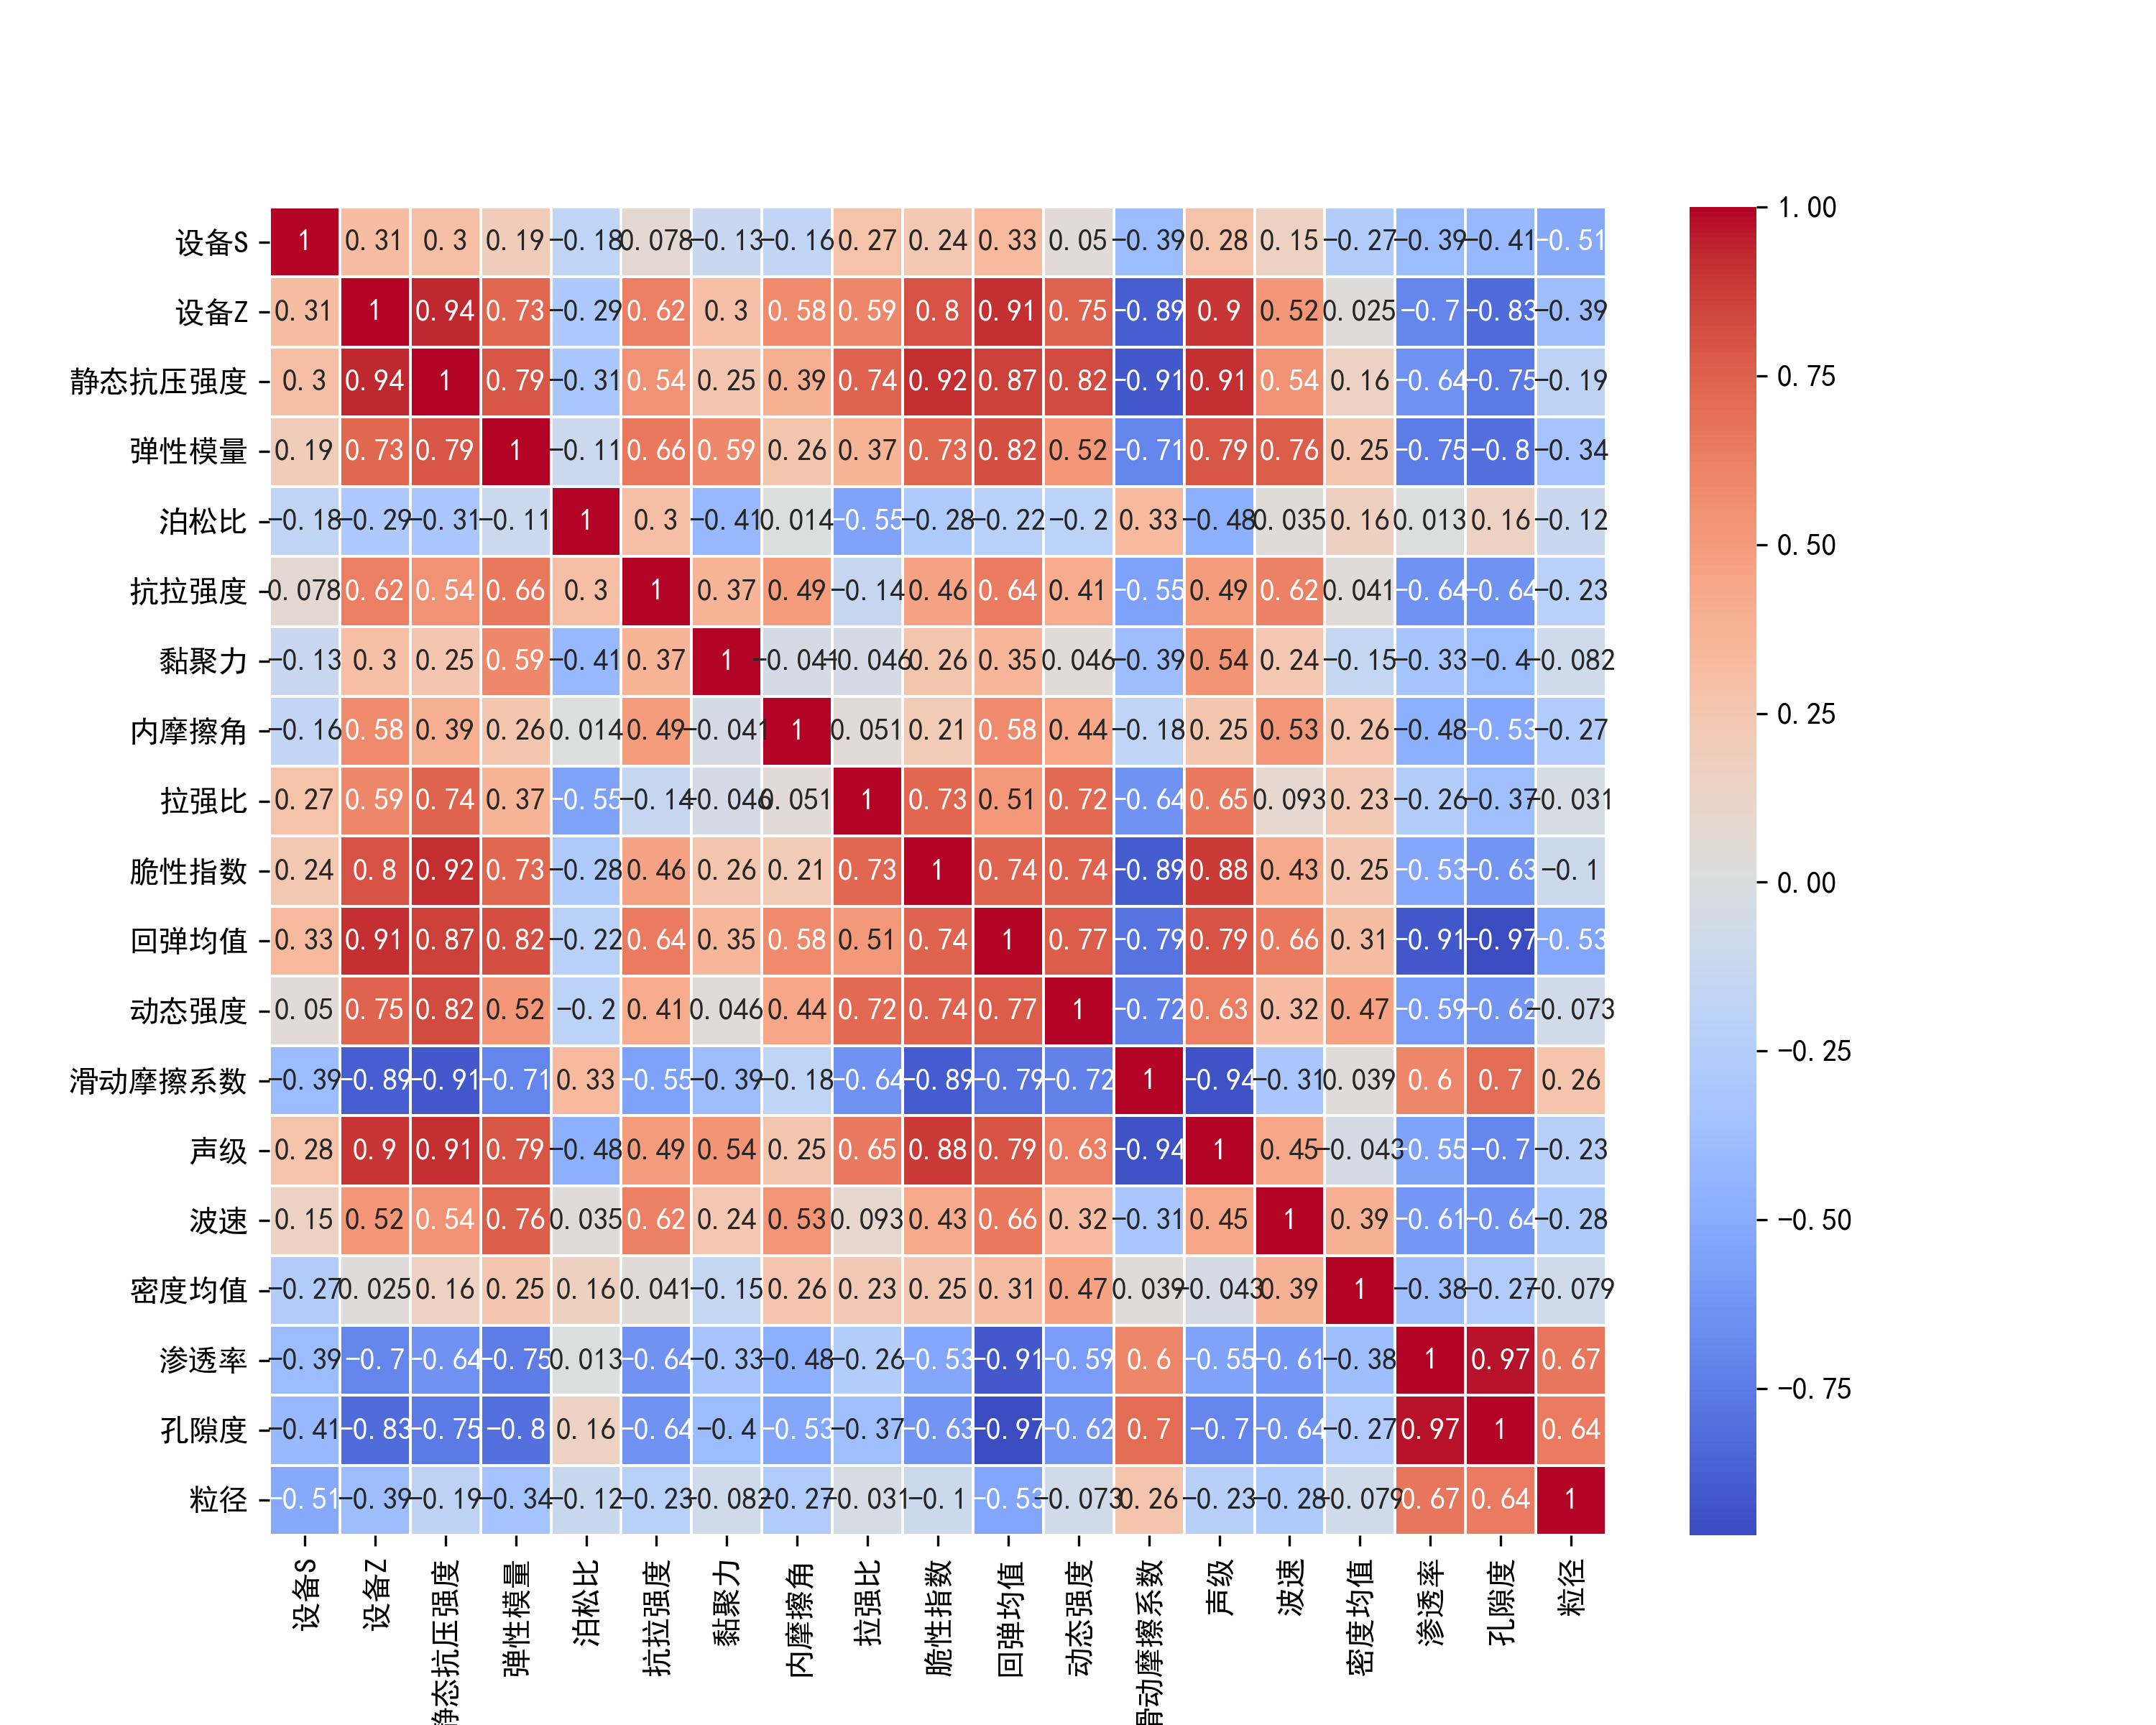 设备S 1 0.31 0.3 0.19 −0.18 0.078 −0.13 −0.16 0.27 0.24 0.33 0.05 −0.39 0.28 0.15 −0.27 −0.39 −0.41 −0.51
设备Z 0.31 1 0.94 0.73 −0.29 0.62 0.3 0.58 0.59 0.8 0.91 0.75 −0.89 0.9 0.52 0.025 −0.7 −0.83 −0.39
静态抗压强度 0.3 0.94 1 0.79 −0.31 0.54 0.25 0.39 0.74 0.92 0.87 0.82 −0.91 0.91 0.54 0.16 −0.64 −0.75 −0.19
弹性模量 0.19 0.73 0.79 1 −0.11 0.66 0.59 0.26 0.37 0.73 0.82 0.52 −0.71 0.79 0.76 0.25 −0.75 −0.8 −0.34
泊松比 −0.18 −0.29 −0.31 −0.11 1 0.3 −0.41 0.014 −0.55 −0.28 −0.22 −0.2 0.33 −0.48 0.035 0.16 0.013 0.16 −0.12
抗拉强度 0.078 0.62 0.54 0.66 0.3 1 0.37 0.49 −0.14 0.46 0.64 0.41 −0.55 0.49 0.62 0.041 −0.64 −0.64 −0.23
黏聚力 −0.13 0.3 0.25 0.59 −0.41 0.37 1 −0.041 −0.046 0.26 0.35 0.046 −0.39 0.54 0.24 −0.15 −0.33 −0.4 −0.082
内摩擦角 −0.16 0.58 0.39 0.26 0.014 0.49 −0.041 1 0.051 0.21 0.58 0.44 −0.18 0.25 0.53 0.26 −0.48 −0.53 −0.27
拉强比 0.27 0.59 0.74 0.37 −0.55 −0.14 −0.046 0.051 1 0.73 0.51 0.72 −0.64 0.65 0.093 0.23 −0.26 −0.37 −0.031
脆性指数 0.24 0.8 0.92 0.73 −0.28 0.46 0.26 0.21 0.73 1 0.74 0.74 −0.89 0.88 0.43 0.25 −0.53 −0.63 −0.1
回弹均值 0.33 0.91 0.87 0.82 −0.22 0.64 0.35 0.58 0.51 0.74 1 0.77 −0.79 0.79 0.66 0.31 −0.91 −0.97 −0.53
动态强度 0.05 0.75 0.82 0.52 −0.2 0.41 0.046 0.44 0.72 0.74 0.77 1 −0.72 0.63 0.32 0.47 −0.59 −0.62 −0.073
滑动摩擦系数 −0.39 −0.89 −0.91 −0.71 0.33 −0.55 −0.39 −0.18 −0.64 −0.89 −0.79 −0.72 1 −0.94 −0.31 0.039 0.6 0.7 0.26
声级 0.28 0.9 0.91 0.79 −0.48 0.49 0.54 0.25 0.65 0.88 0.79 0.63 −0.94 1 0.45 −0.043 −0.55 −0.7 −0.23
波速 0.15 0.52 0.54 0.76 0.035 0.62 0.24 0.53 0.093 0.43 0.66 0.32 −0.31 0.45 1 0.39 −0.61 −0.64 −0.28
密度均值 −0.27 0.025 0.16 0.25 0.16 0.041 −0.15 0.26 0.23 0.25 0.31 0.47 0.039 −0.043 0.39 1 −0.38 −0.27 −0.079
渗透率 −0.39 −0.7 −0.64 −0.75 0.013 −0.64 −0.33 −0.48 −0.26 −0.53 −0.91 −0.59 0.6 −0.55 −0.61 −0.38 1 0.97 0.67
孔隙度 −0.41 −0.83 −0.75 −0.8 0.16 −0.64 −0.4 −0.53 −0.37 −0.63 −0.97 −0.62 0.7 −0.7 −0.64 −0.27 0.97 1 0.64
粒径 −0.51 −0.39 −0.19 −0.34 −0.12 −0.23 −0.082 −0.27 −0.031 −0.1 −0.53 −0.073 0.26 −0.23 −0.28 −0.079 0.67 0.64 1
设备S 设备Z 静态抗压强度 弹性模量 泊松比 抗拉强度 黏聚力 内摩擦角 拉强比 脆性指数 回弹均值 动态强度 滑动摩擦系数 声级 波速 密度均值 渗透率 孔隙度 粒径
1.00
0.75
0.50
0.25
0.00
−0.25
−0.50
−0.75